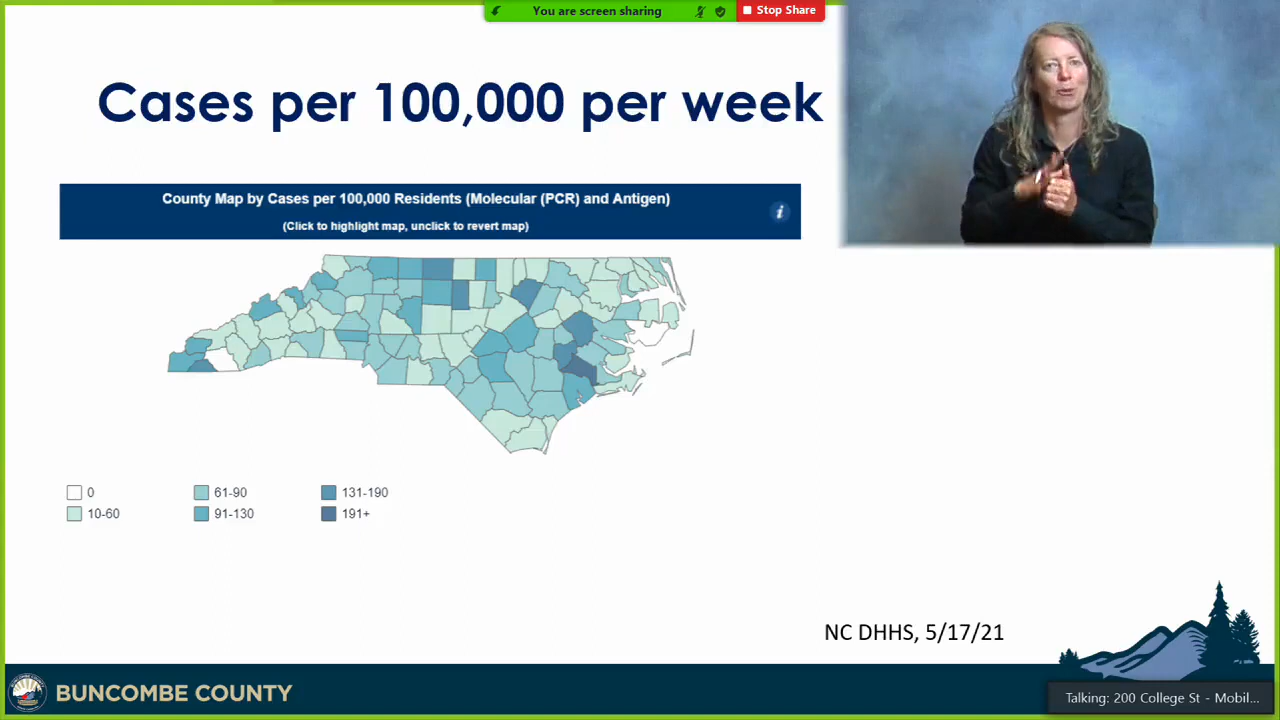 You are screen sharing
Stop Share
Cases per 100,000 per week
County Map by Cases per 100,000 Residents (Molecular (PCR) and Antigen)
(Click to highlight map, unclick to revert map)
i
0
61-90
131-190
10-60
91-130
191+
NC DHHS, 5/17/21
BUNCOMBE COUNTY
Talking: 200 College St - Mobil...